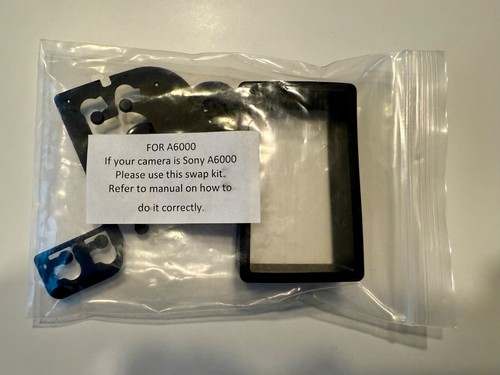 FOR A6000
If your camera is Sony A6000
Please use this swap kit.
Refer to manual on how to
do it correctly.